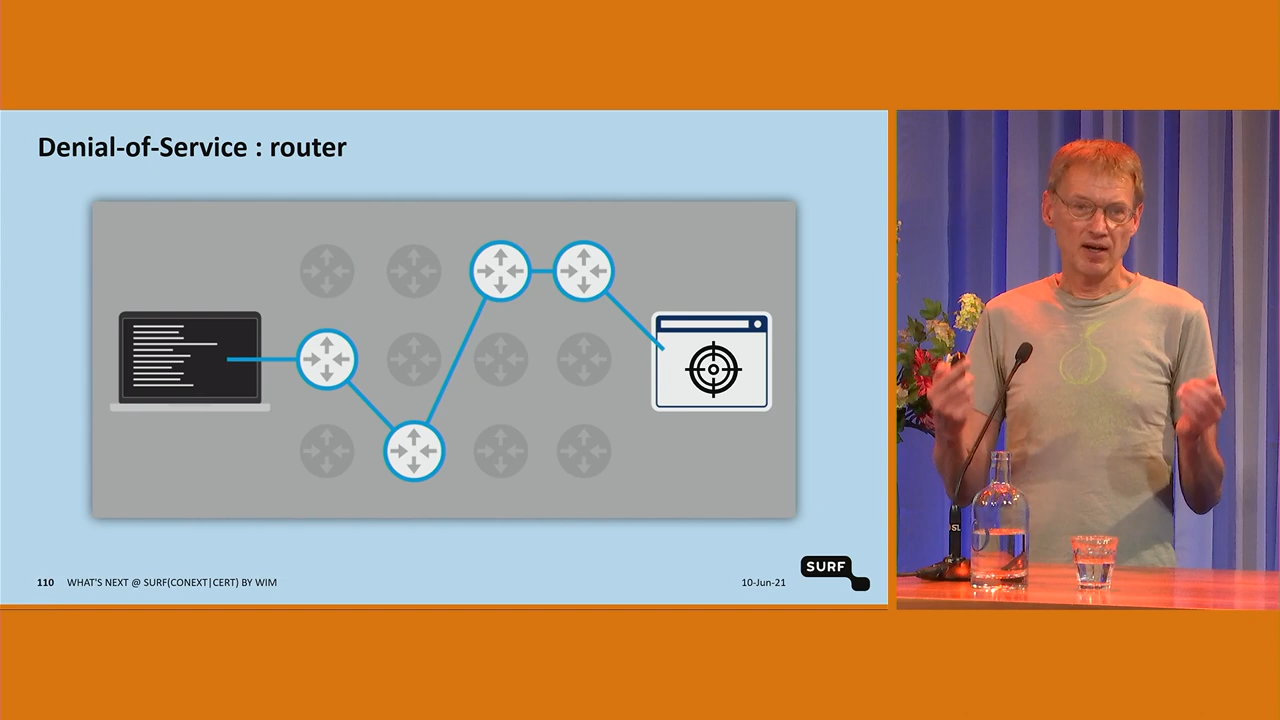 Denial-of-Service : router
110 WHAT'S NEXT @ SURF(CONEXT|CERT) BY WIM
10-Jun-21
SURF